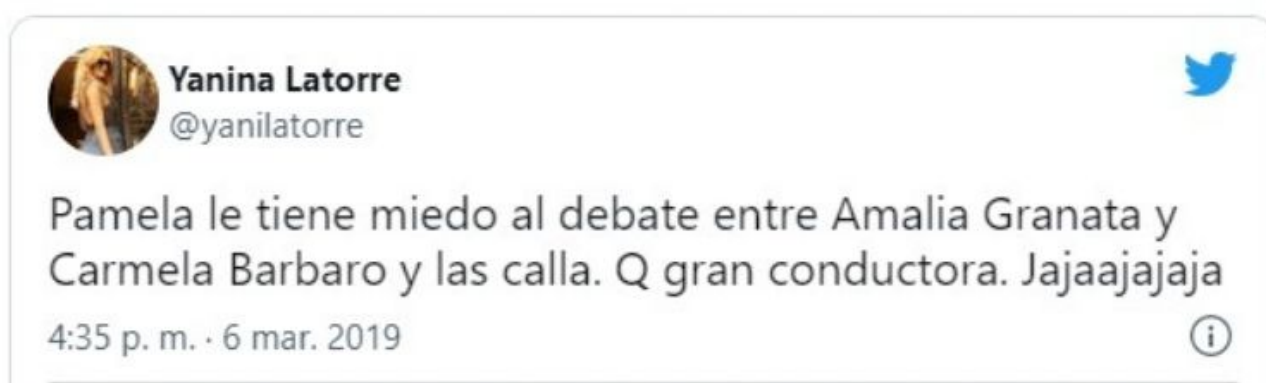 Yanina Latorre
@yanilatorre
Pamela le tiene miedo al debate entre Amalia Granata y
Carmela Barbaro y las calla. Q gran conductora. Jajaajajaja
4:35 p. m. · 6 mar. 2019